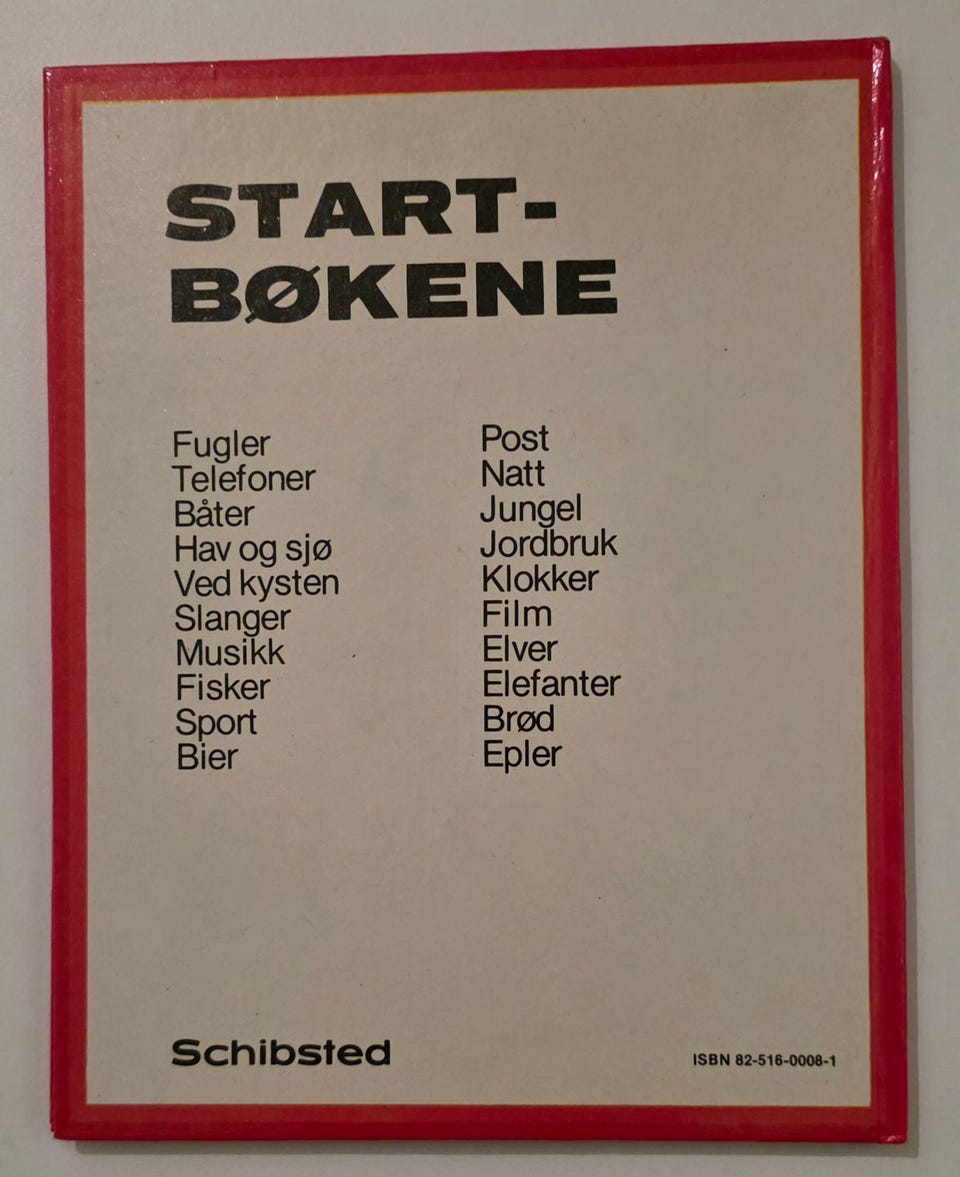 START-
BØKENE
Fugler
Telefoner
Båter
Hav og sjø
Ved kysten
Slanger
Musikk
Fisker
Sport
Bier
Post
Natt
Jungel
Jordbruk
Klokker
Film
Elver
Elefanter
Brød
Epler
Schibsted
ISBN 82-516-0008-1